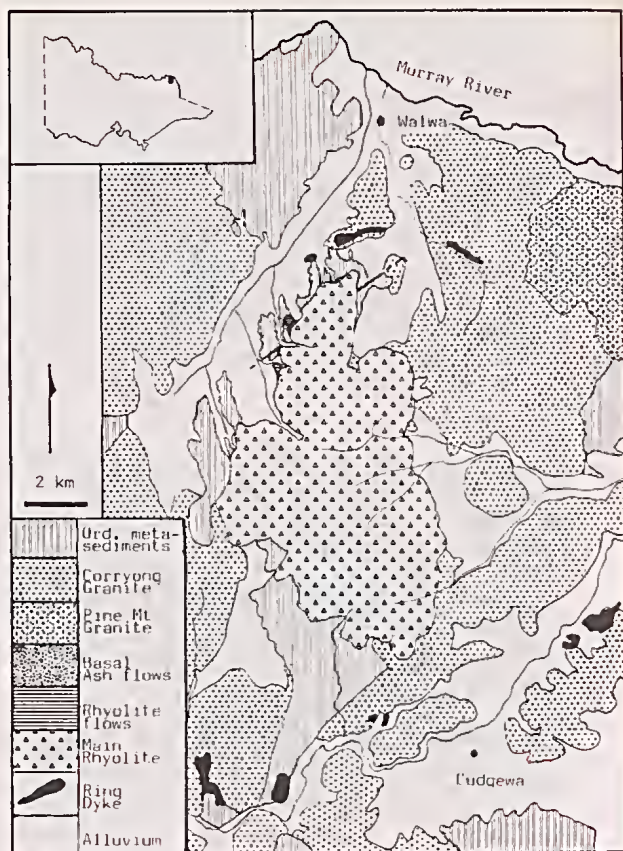 Murray River
Walwa
2 km
Ord. meta-
sediments
Corryong
Granite
Pine Mt
Granite
Basal
Ash flows
Rhyolite
flows
Main
Rhyolite
Ring
Dyke
Alluvium
Cudgewa